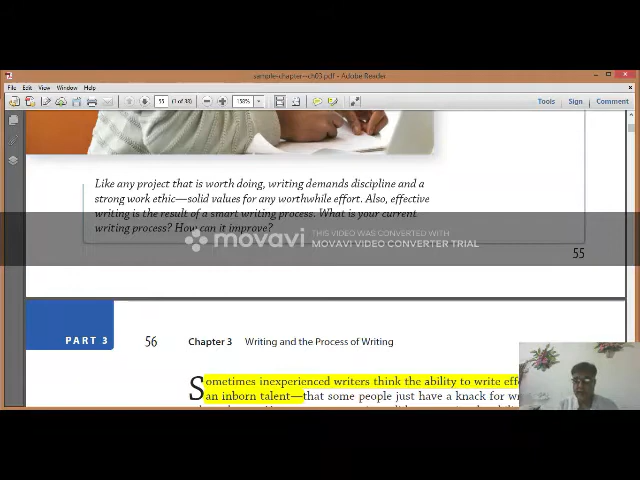 sample-chapter--ch03.pdf - Adobe Reader
File Edit View Window Help
55 (1 of 38) 158% Tools Sign Comment
Like any project that is worth doing, writing demands discipline and a
strong work ethic—solid values for any worthwhile effort. Also, effective
writing is the result of a smart writing process. What is your current
writing process? How can it improve?
movavi
THIS VIDEO WAS CONVERTED WITH
MOVAVI VIDEO CONVERTER TRIAL
55
PART 3 56 Chapter 3 Writing and the Process of Writing
Sometimes inexperienced writers think the ability to write
an inborn talent—that some people just have a knack for